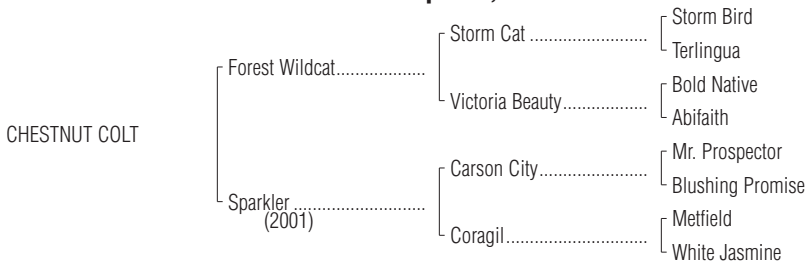 Storm Bird
Storm Cat ..........................
Terlingua
Forest Wildcat...................
Bold Native
Victoria Beauty...................
Abifaith
CHESTNUT COLT
Mr. Prospector
Carson City........................
Blushing Promise
Sparkler ............................
(2001)
Metfield
Coragil...............................
White Jasmine